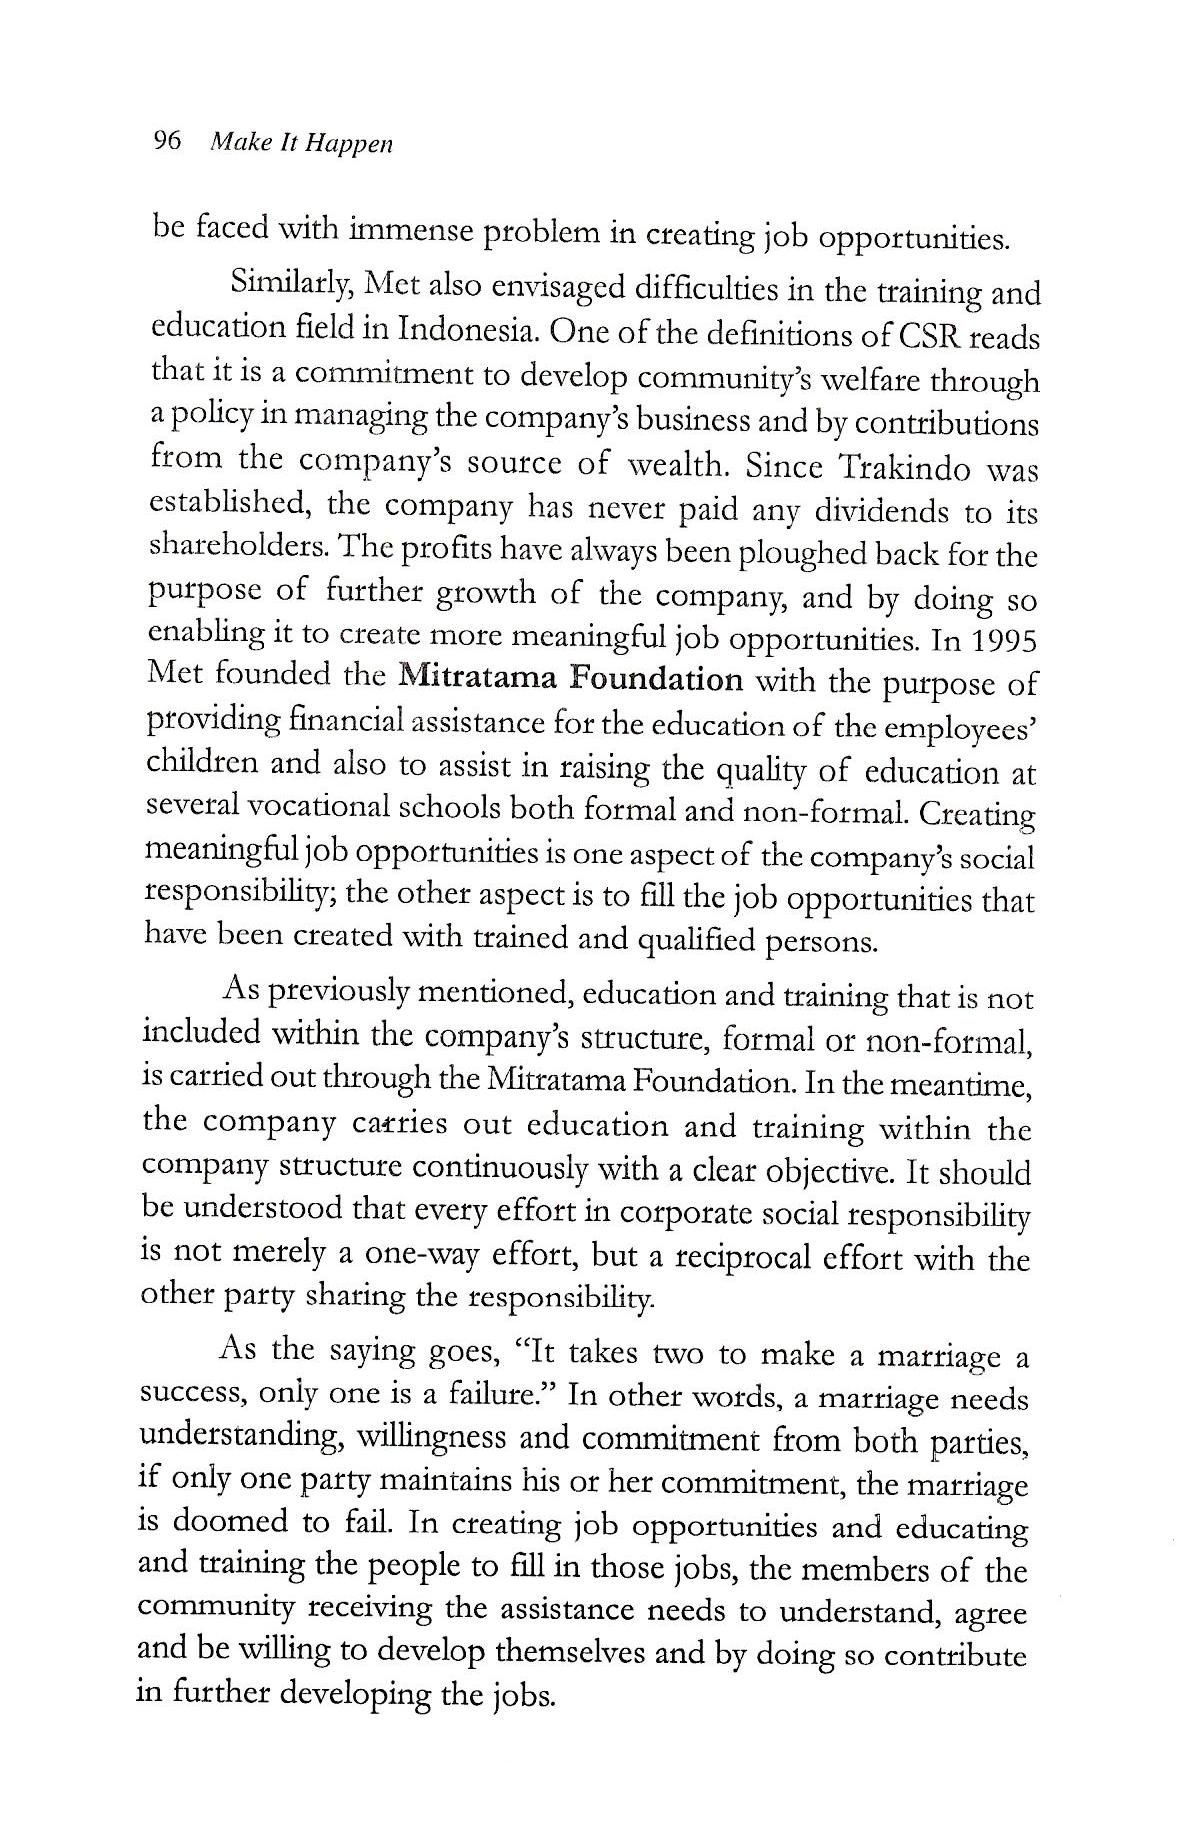 96 Make It Happen
be faced with immense problem in creating job opportunities.
Similarly, Met also envisaged difficulties in the training and
education field in Indonesia. One of the definitions of CSR reads
that it is a commitment to develop community's welfare through
a policy in managing the company's business and by contributions
from the company's source of wealth. Since Trakindo was
established, the company has never paid any dividends to its
shareholders. The profits have always been ploughed back for the
purpose of further growth of the company, and by doing so
enabling it to create more meaningful job opportunities. In 1995
Met founded the Mitratama Foundation with the purpose of
providing financial assistance for the education of the employees'
children and also to assist in raising the quality of education at
several vocational schools both formal and non-formal. Creating
meaningful job opportunities is one aspect of the company's social
responsibility; the other aspect is to fill the job opportunities that
have been created with trained and qualified persons.
As previously mentioned, education and training that is not
included within the company's structure, formal or non-formal,
is carried out through the Mitratama Foundation. In the meantime,
the company carries out education and training within the
company structure continuously with a clear objective. It should
be understood that every effort in corporate social responsibility
is not merely a one-way effort, but a reciprocal effort with the
other party sharing the responsibility.
As the saying goes, “It takes two to make a marriage a
success, only one is a failure.” In other words, a marriage needs
understanding, willingness and commitment from both parties,
if only one party maintains his or her commitment, the marriage
is doomed to fail. In creating job opportunities and educating
and training the people to fill in those jobs, the members of the
community receiving the assistance needs to understand, agree
and be willing to develop themselves and by doing so contribute
in further developing the jobs.